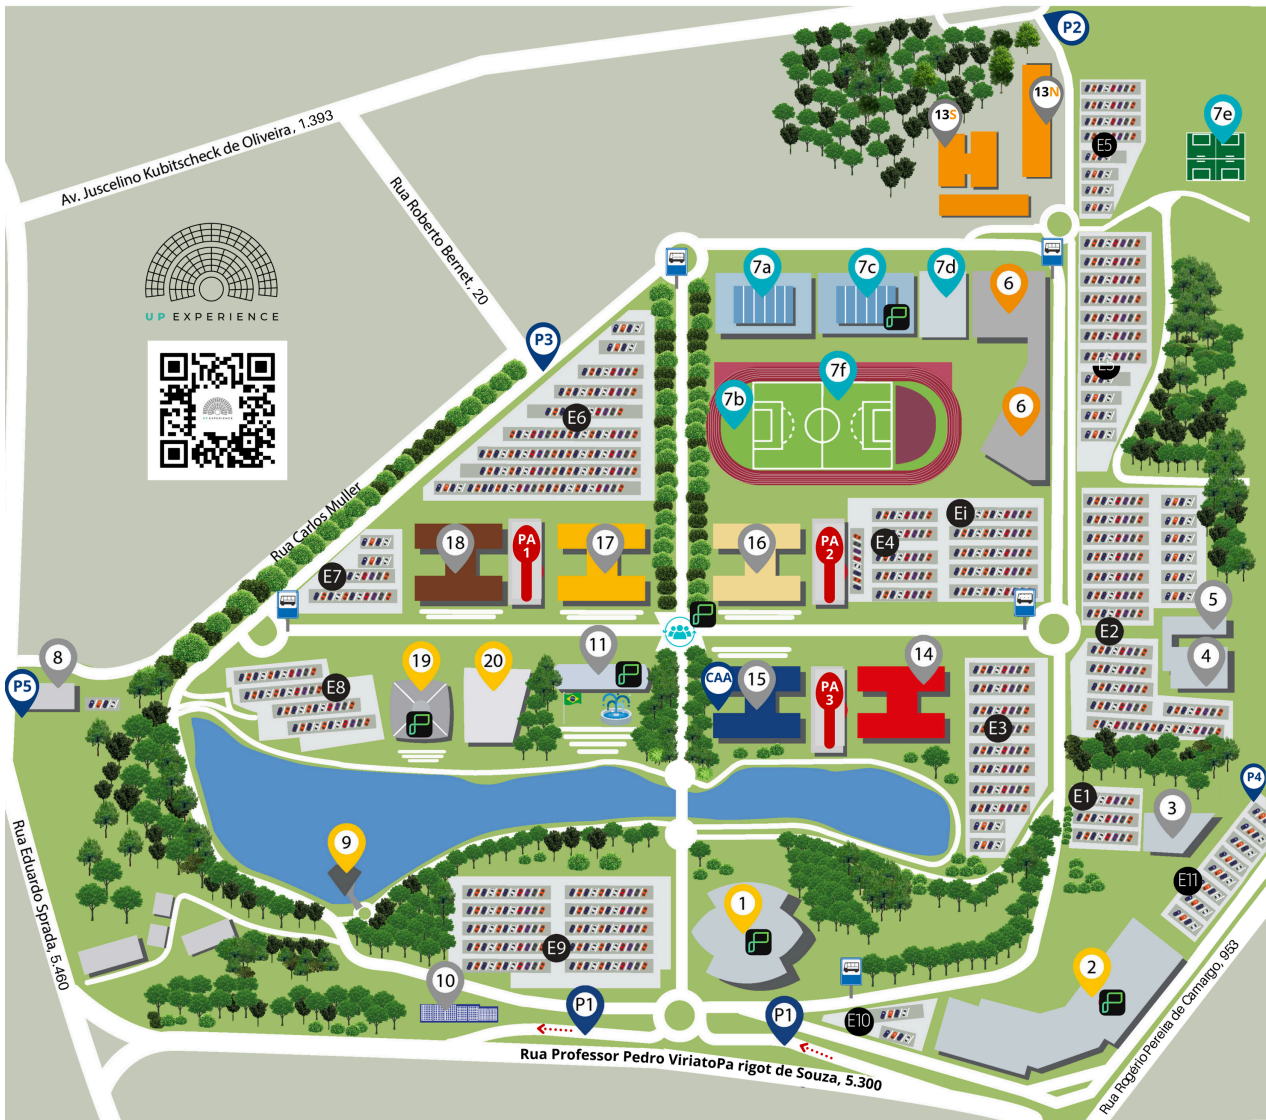 P2
13N
13S
7e
E5
Av. Juscelino Kubitscheck de Oliveira, 1.393
Rua Roberto Bernet, 20
UP EXPERIENCE
7a
7c
7d
6
P3
7f
7b
6
E5
E6
Rua Carlos Muller
18
PA
1
17
16
PA
2
E4
Ei
E7
5
E2
4
8
P5
19
20
11
E8
CAA
15
PA
3
14
E3
P4
E1
3
9
E11
1
E9
10
2
P1
P1
E10
Rua Eduardo Sprada, 5.460
Rua Professor Pedro ViriatoPa rigot de Souza, 5.300
Rua Rogério Pereira de Camargo, 953